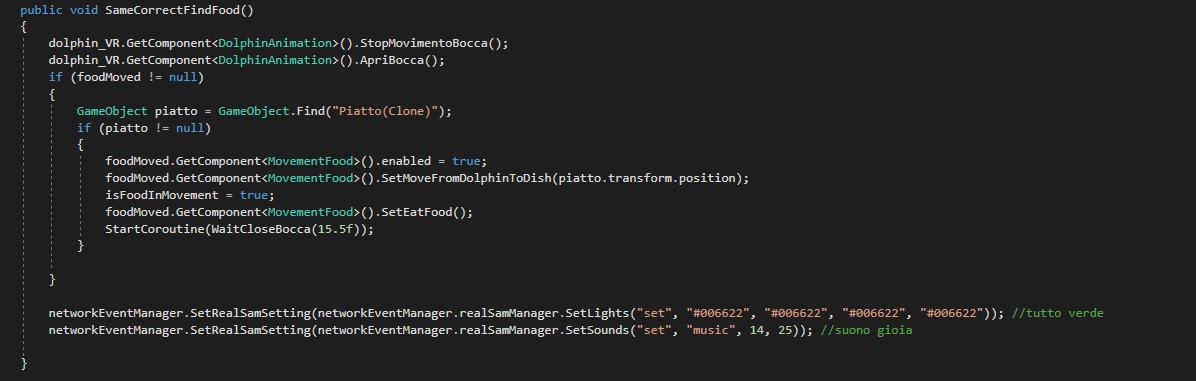 public void SameCorrectFindFood()
{
dolphin_VR.GetComponent<DolphinAnimation>().StopMovimentoBocca();
dolphin_VR.GetComponent<DolphinAnimation>().ApriBocca();
if (foodMoved != null)
{
GameObject piatto = GameObject.Find("Piatto(Clone)");
if (piatto != null)
{
foodMoved.GetComponent<MovementFood>().enabled = true;
foodMoved.GetComponent<MovementFood>().SetMoveFromDolphinToDish(piatto.transform.position);
isFoodInMovement = true;
foodMoved.GetComponent<MovementFood>().SetEatFood();
StartCoroutine(WaitCloseBocca(15.5f));
}
}
networkEventManager.SetRealSamSetting(networkEventManager.realSamManager.SetLights("set", "#006622", "#006622", "#006622", "#006622")); //tutto verde
networkEventManager.SetRealSamSetting(networkEventManager.realSamManager.SetSounds("set", "music", 14, 25)); //suono gioia
}